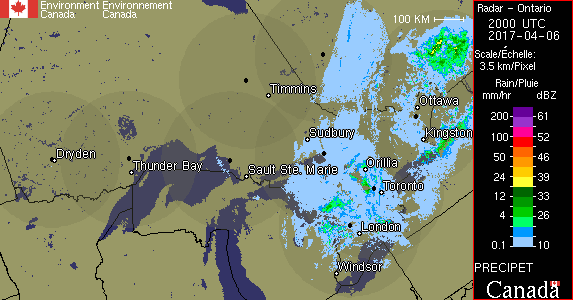 Environment Environnement
Canada Canada
100 KM
Timmins
Ottawa
Sudbury
Kingston
Dryden
Thunder Bay
Sault Ste. Marie
Orillia
Toronto
London
Windsor
Radar - Ontario
2000 UTC
2017-04-06
Scale/Échelle:
3.5 km/Pixel
Rain/Pluie
mm/hr dBZ
200 61
100 52
50 46
24 39
12 33
4 26
0.1 10
PRECIPET
Canada